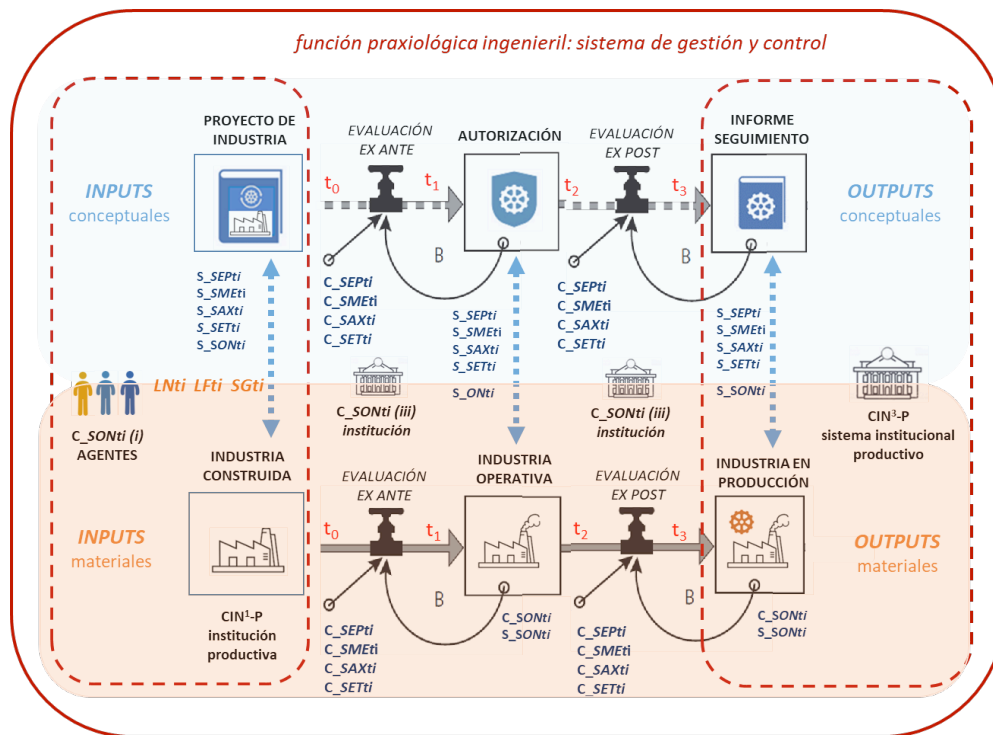 función praxiológica ingenieril: sistema de gestión y control
PROYECTO DE
INDUSTRIA
EVALUACIÓN
EX ANTE
AUTORIZACIÓN
EVALUACIÓN
EX POST
INFORME
SEGUIMIENTO
INPUTS
conceptuales
t0
t1
t2
t3
OUTPUTS
conceptuales
B
B
S_SEPti
S_SMEti
S_SAXti
S_SETti
S_SONti
C_SEPti
C_SMEti
C_SAXti
C_SETti
S_SEPti
S_SMEti
S_SAXti
S_SETti
S_ONti
C_SEPti
C_SMEti
C_SAXti
C_SETti
S_SEPti
S_SMEti
S_SAXti
S_SETti
S_SONti
LNti LFti SGti
C_SONti (i)
AGENTES
C_SONti (iii)
institución
C_SONti (iii)
institución
CIN³-P
sistema institucional
productivo
INDUSTRIA
CONSTRUIDA
EVALUACIÓN
EX ANTE
INDUSTRIA
OPERATIVA
EVALUACIÓN
EX POST
INDUSTRIA EN
PRODUCCIÓN
INPUTS
materiales
t0
t1
t2
t3
OUTPUTS
materiales
B
B
CIN¹-P
institución
productiva
C_SEPti
C_SMEti
C_SAXti
C_SETti
C_SONti
S_SONti
C_SEPti
C_SMEti
C_SAXti
C_SETti
C_SONti
S_SONti